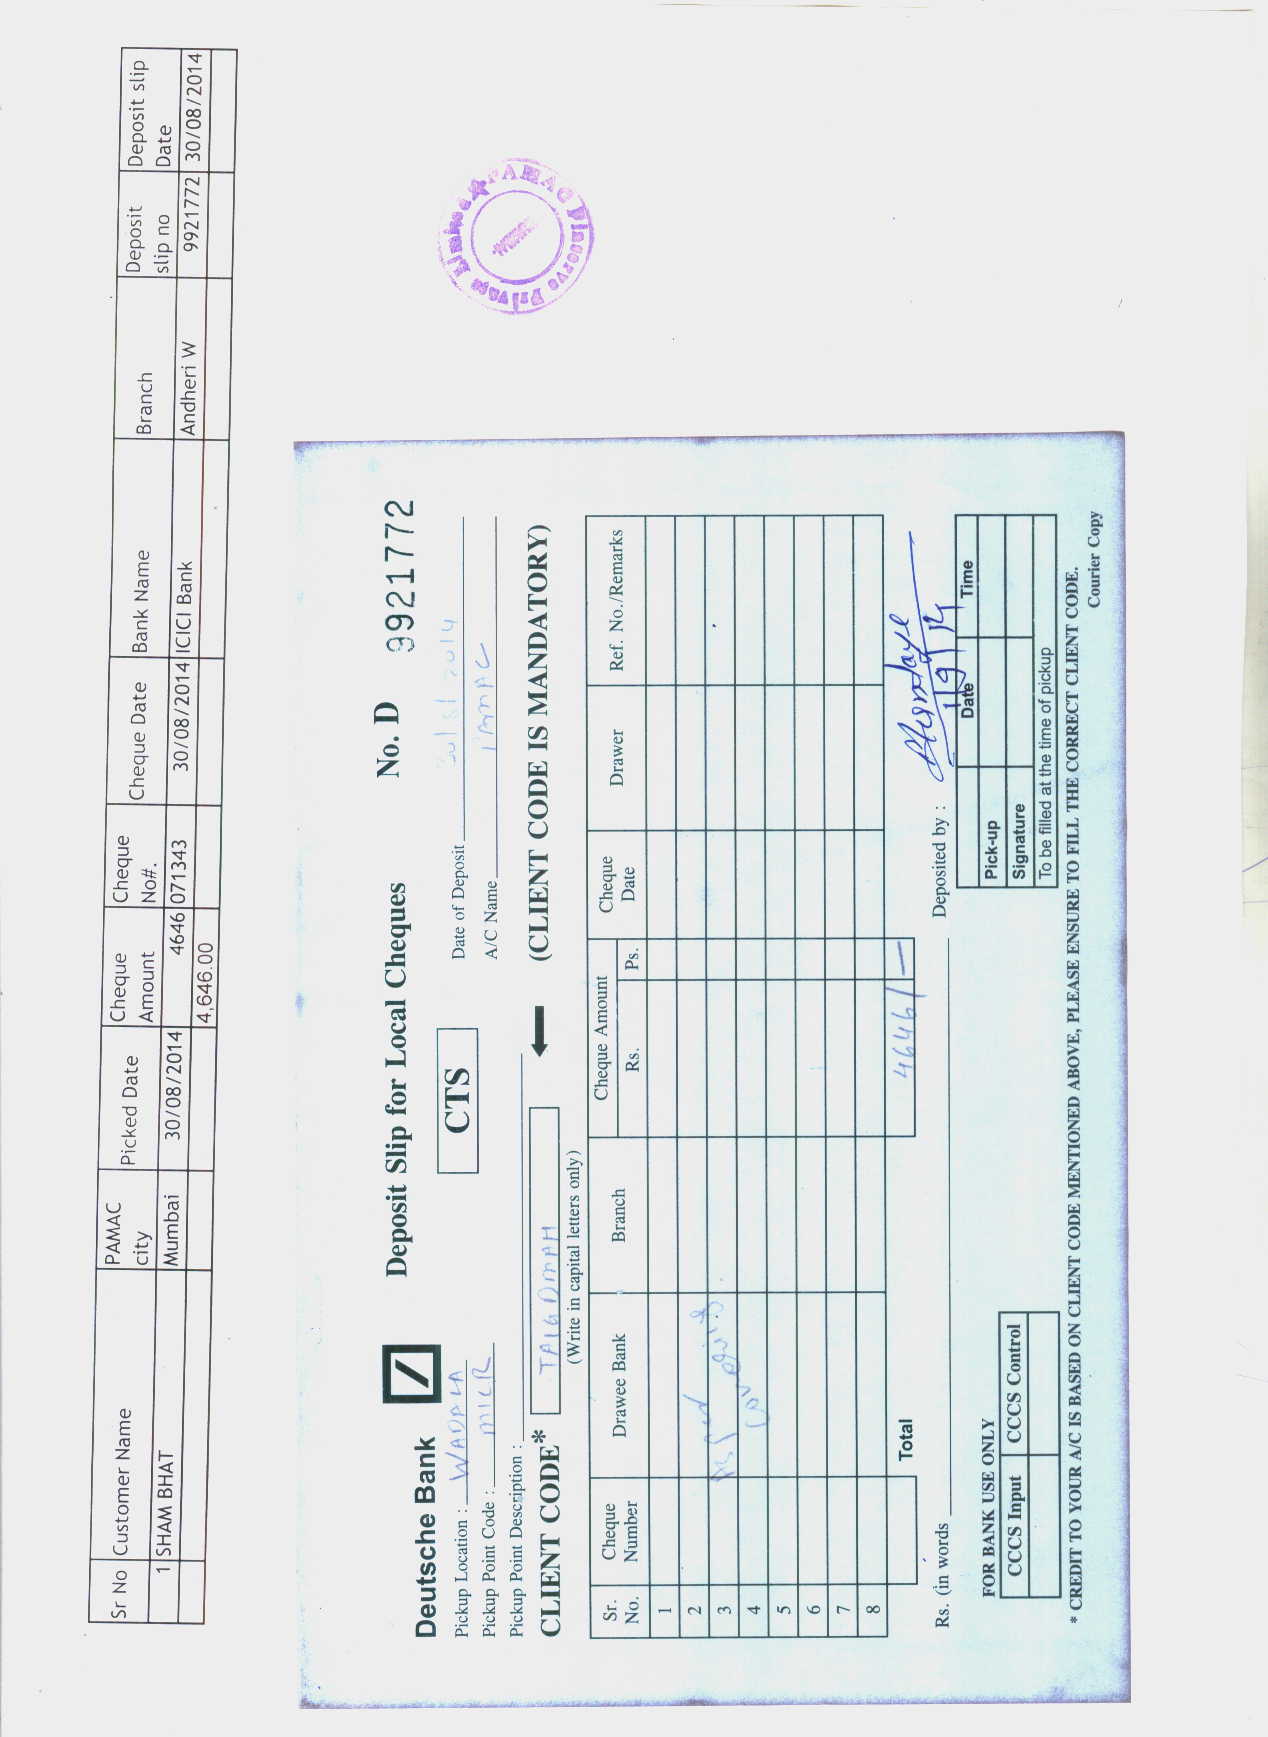 Sr No Customer Name PAMAC city Picked Date Cheque Amount Cheque No#. Cheque Date Bank Name Branch Deposit slip no Deposit slip Date
1 SHAM BHAT Mumbai 30/08/2014 4646 071343 30/08/2014 ICICI Bank Andheri W 9921772 30/08/2014
4,646.00
PAMAC Finserve Private Limited
Deutsche Bank Deposit Slip for Local Cheques No. D 9921772
CTS
Pickup Location : WADALA Date of Deposit 30/8/2014
Pickup Point Code : MICR A/C Name PAMAC
Pickup Point Description :
CLIENT CODE* (CLIENT CODE IS MANDATORY)
(Write in capital letters only)
Sr. No. Cheque Number Drawee Bank Branch Cheque Amount Rs. Ps. Cheque Date Drawer Ref. No./Remarks
1
2
3
4
5
6
7
8
Total 4646/-
Rs. (in words Deposited by :
1/9/14
FOR BANK USE ONLY
CCCS Input CCCS Control
Date Time
Pick-up
Signature
To be filled at the time of pickup
* CREDIT TO YOUR A/C IS BASED ON CLIENT CODE MENTIONED ABOVE, PLEASE ENSURE TO FILL THE CORRECT CLIENT CODE.
Courier Copy